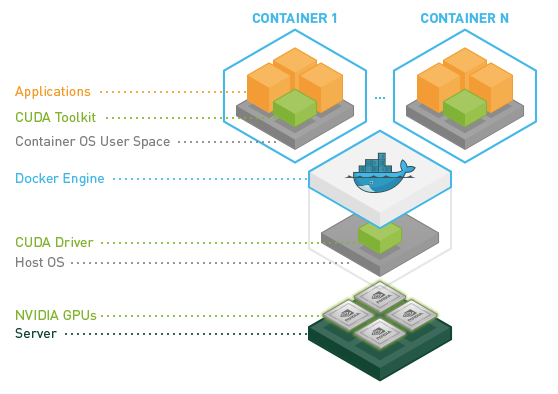 CONTAINER 1
CONTAINER N
Applications
...
CUDA Toolkit
Container OS User Space
Docker Engine
CUDA Driver
Host OS
NVIDIA GPUs
Server